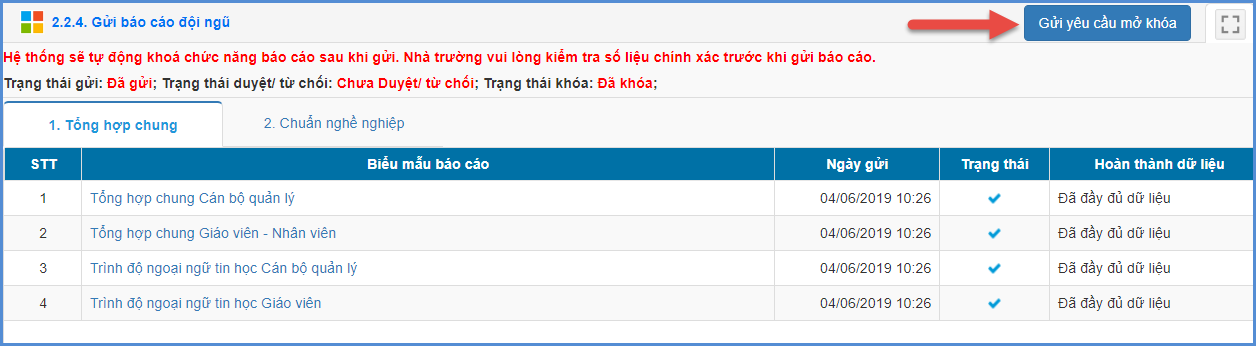 2.2.4. Gửi báo cáo đội ngũ
Gửi yêu cầu mở khóa
Hệ thống sẽ tự động khoá chức năng báo cáo sau khi gửi. Nhà trường vui lòng kiểm tra số liệu chính xác trước khi gửi báo cáo.
Trạng thái gửi: Đã gửi; Trạng thái duyệt/ từ chối: Chưa Duyệt/ từ chối; Trạng thái khóa: Đã khóa;
1. Tổng hợp chung 2. Chuẩn nghề nghiệp
STT Biểu mẫu báo cáo Ngày gửi Trạng thái Hoàn thành dữ liệu
1 Tổng hợp chung Cán bộ quản lý 04/06/2019 10:26 Đã đầy đủ dữ liệu
2 Tổng hợp chung Giáo viên - Nhân viên 04/06/2019 10:26 Đã đầy đủ dữ liệu
3 Trình độ ngoại ngữ tin học Cán bộ quản lý 04/06/2019 10:26 Đã đầy đủ dữ liệu
4 Trình độ ngoại ngữ tin học Giáo viên 04/06/2019 10:26 Đã đầy đủ dữ liệu